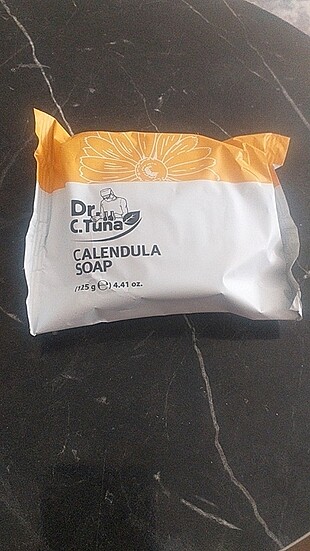 Dr.
C.Tuna
CALENDULA
SOAP
(125 g ℮) 4.41 oz.